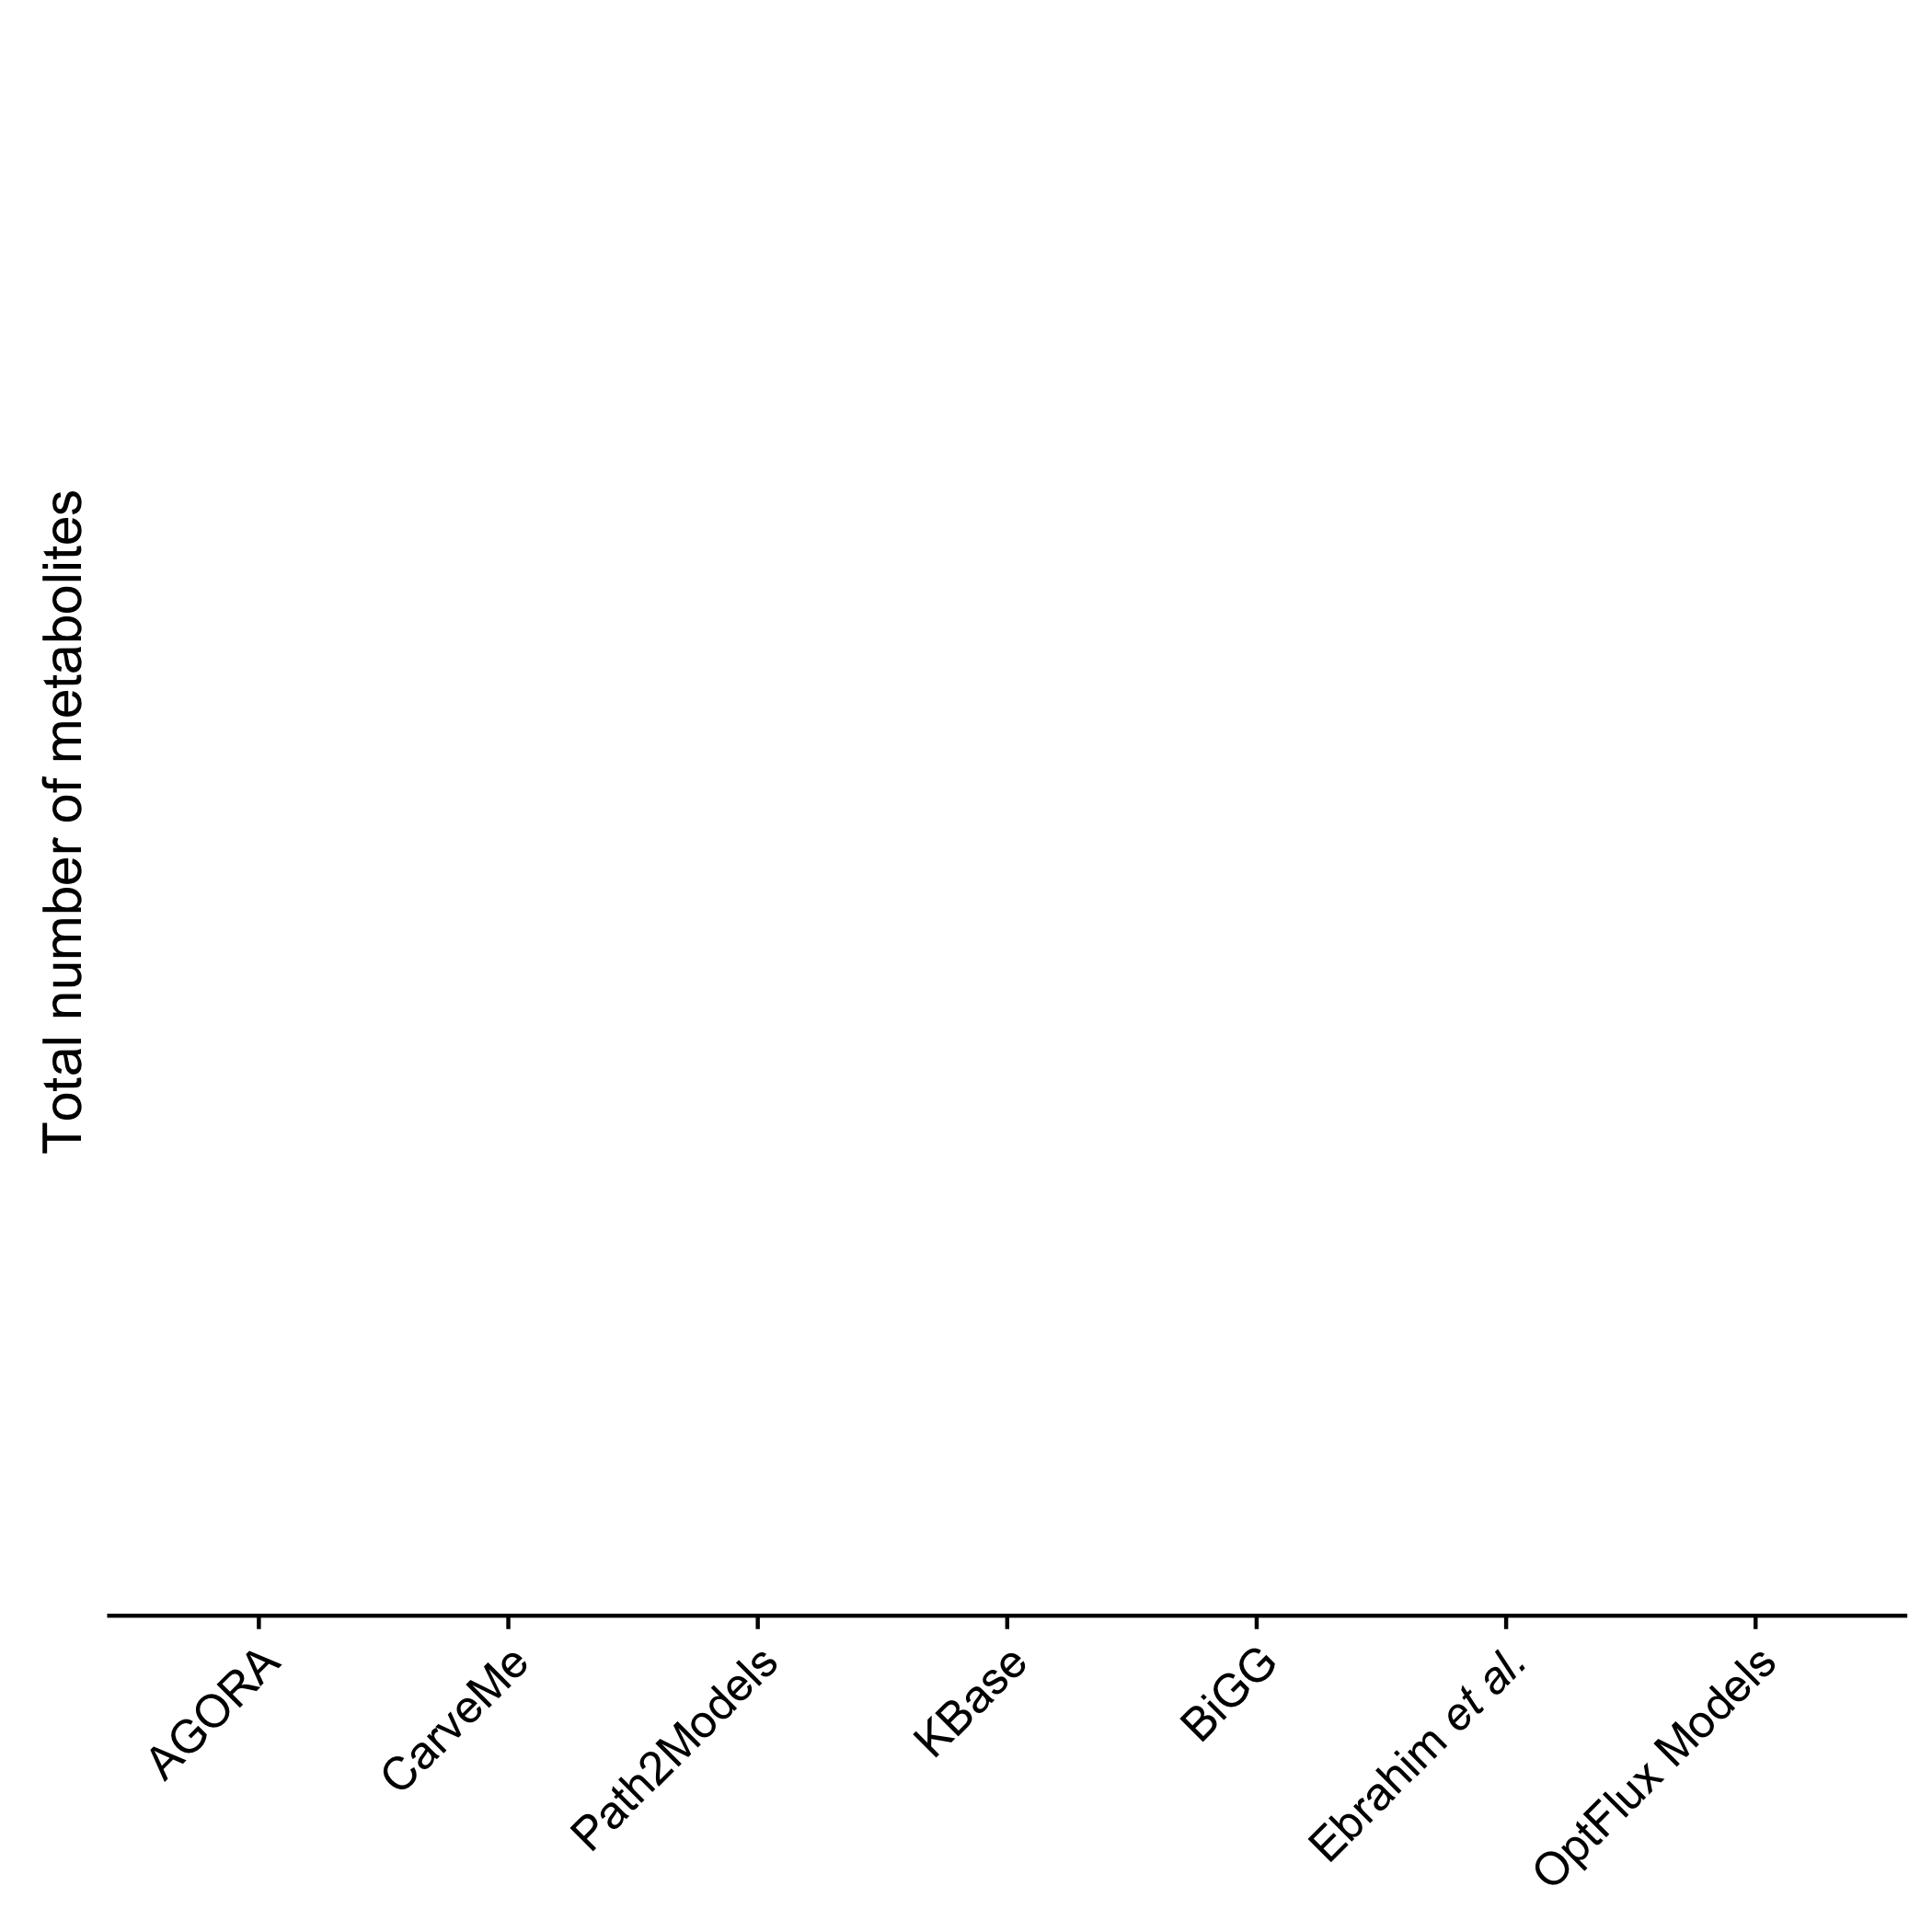 Total number of metabolites
AGORA
CarveMe
Path2Models
KBase
BiGG
Ebrahim et al.
OptFlux Models